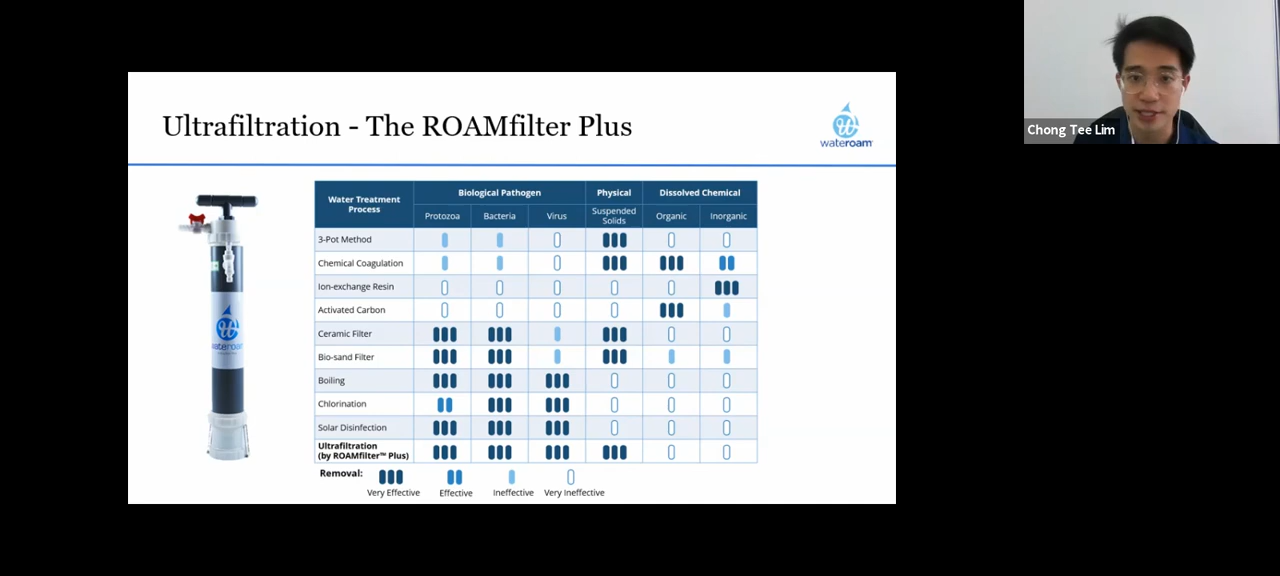 Ultrafiltration - The ROAMfilter Plus
wateroam
Chong Tee Lim
Water Treatment Process
Biological Pathogen
Physical
Dissolved Chemical
Protozoa
Bacteria
Virus
Suspended Solids
Organic
Inorganic
3-Pot Method
Chemical Coagulation
Ion-exchange Resin
Activated Carbon
Ceramic Filter
Bio-sand Filter
Boiling
Chlorination
Solar Disinfection
Ultrafiltration
(by ROAMfilter™ Plus)
wateroam
Removal:
Very Effective
Effective
Ineffective
Very Ineffective